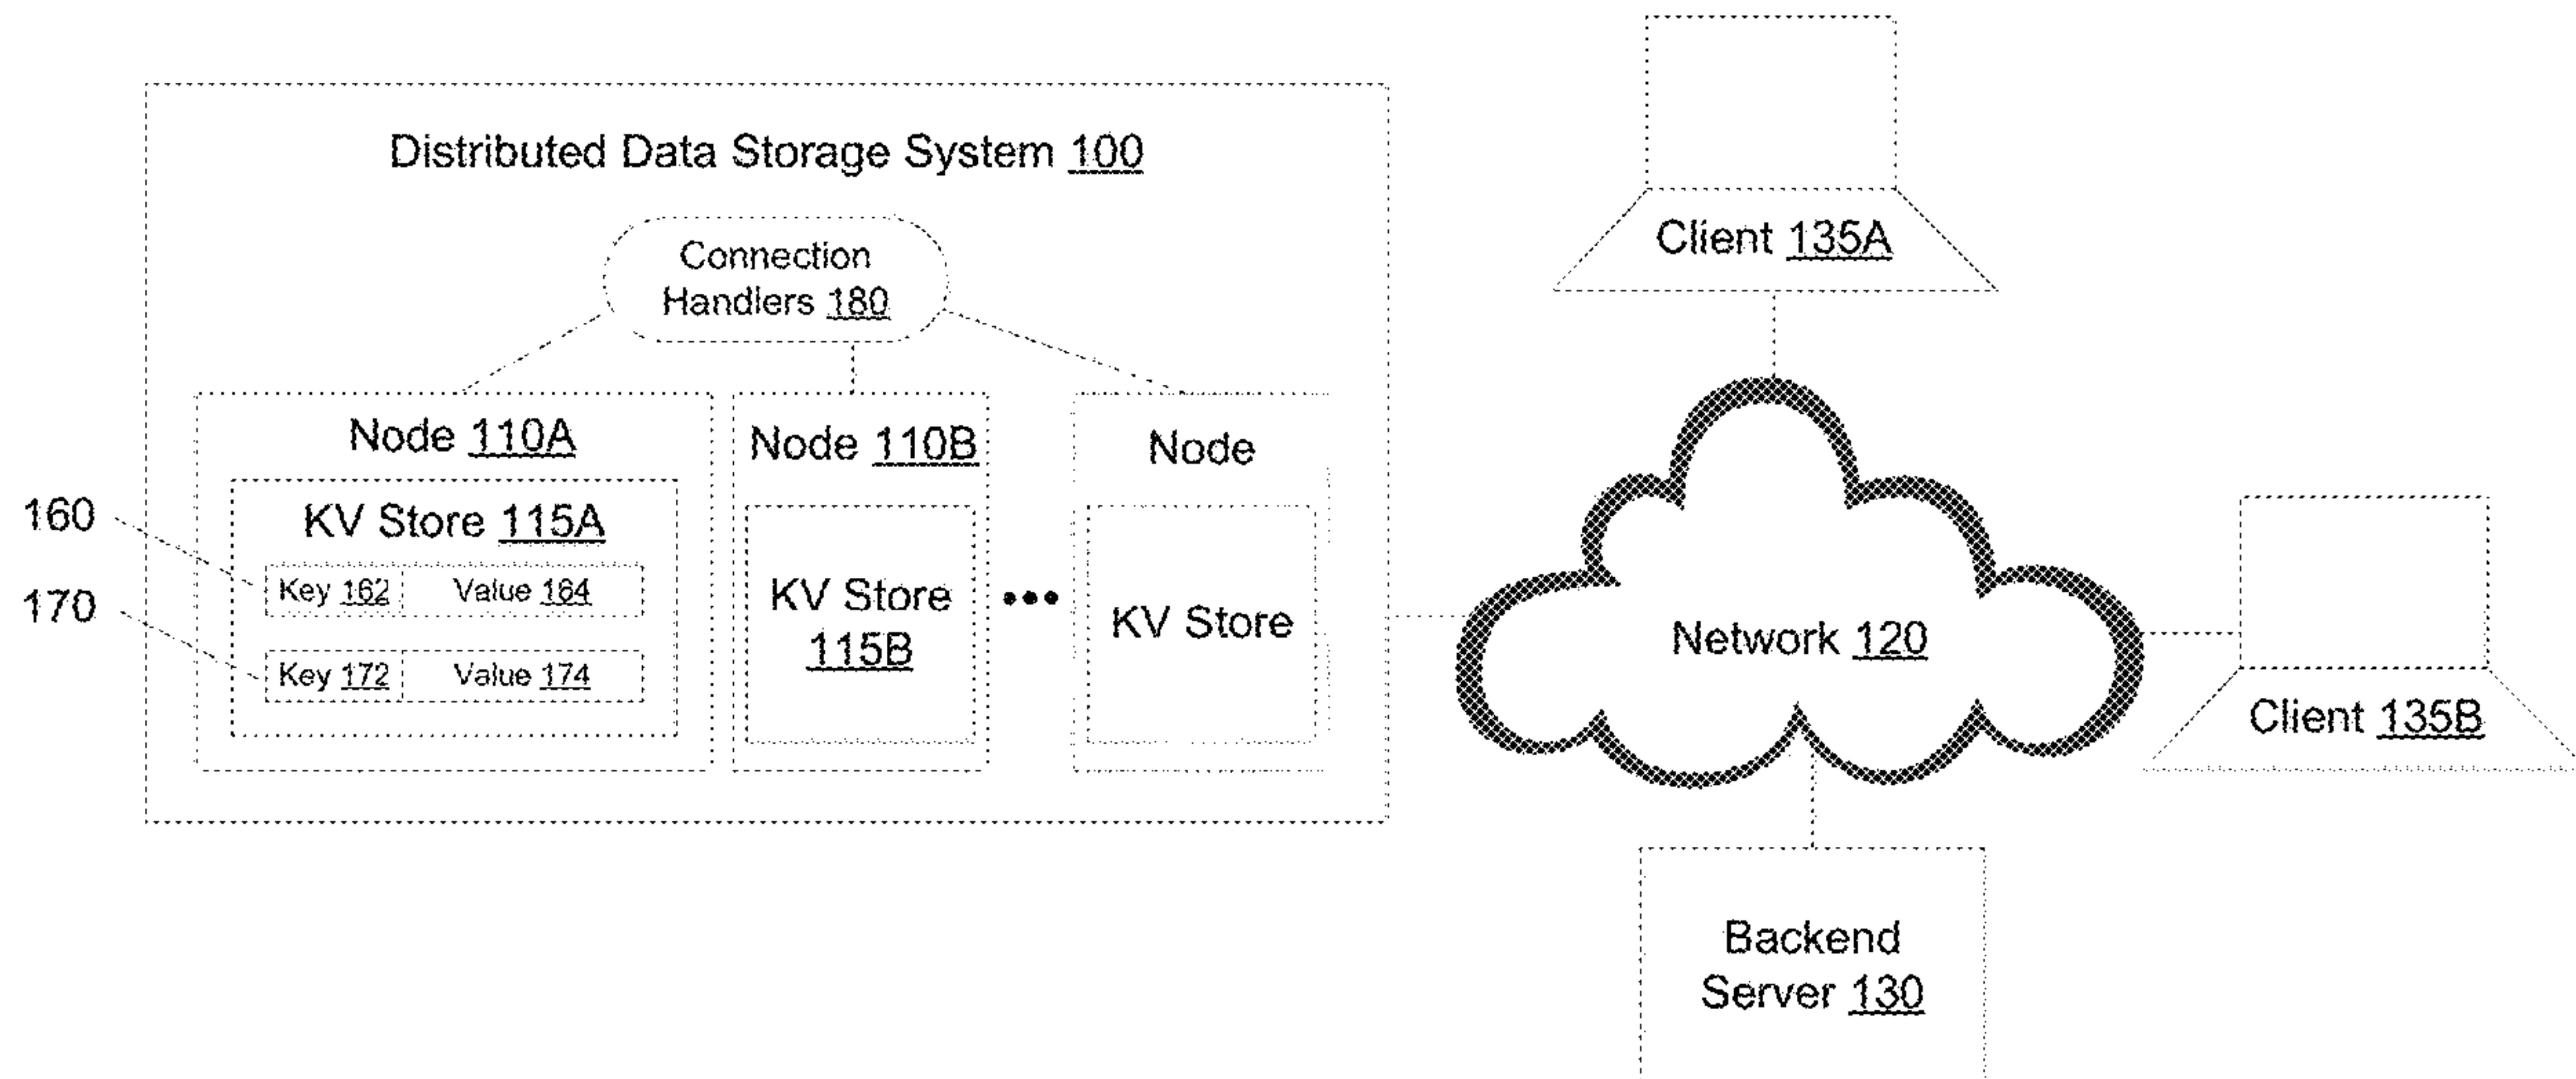 Distributed Data Storage System 100
Connection
Handlers 180
Node 110A
KV Store 115A
160
Key 162 Value 164
170
Key 172 Value 174
Node 110B
KV Store
115B
•••
Node
KV Store
Client 135A
Network 120
Client 135B
Backend
Server 130